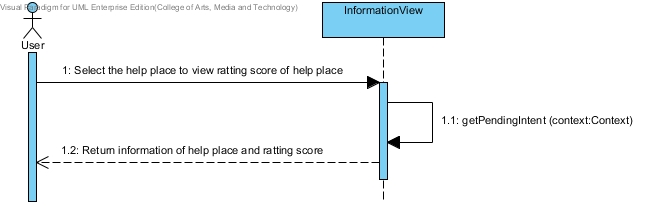 Visual Paradigm for UML Enterprise Edition(College of Arts, Media and Technology)
InformationView
User
1: Select the help place to view ratting score of help place
1.1: getPendingIntent (context:Context)
1.2: Return information of help place and ratting score